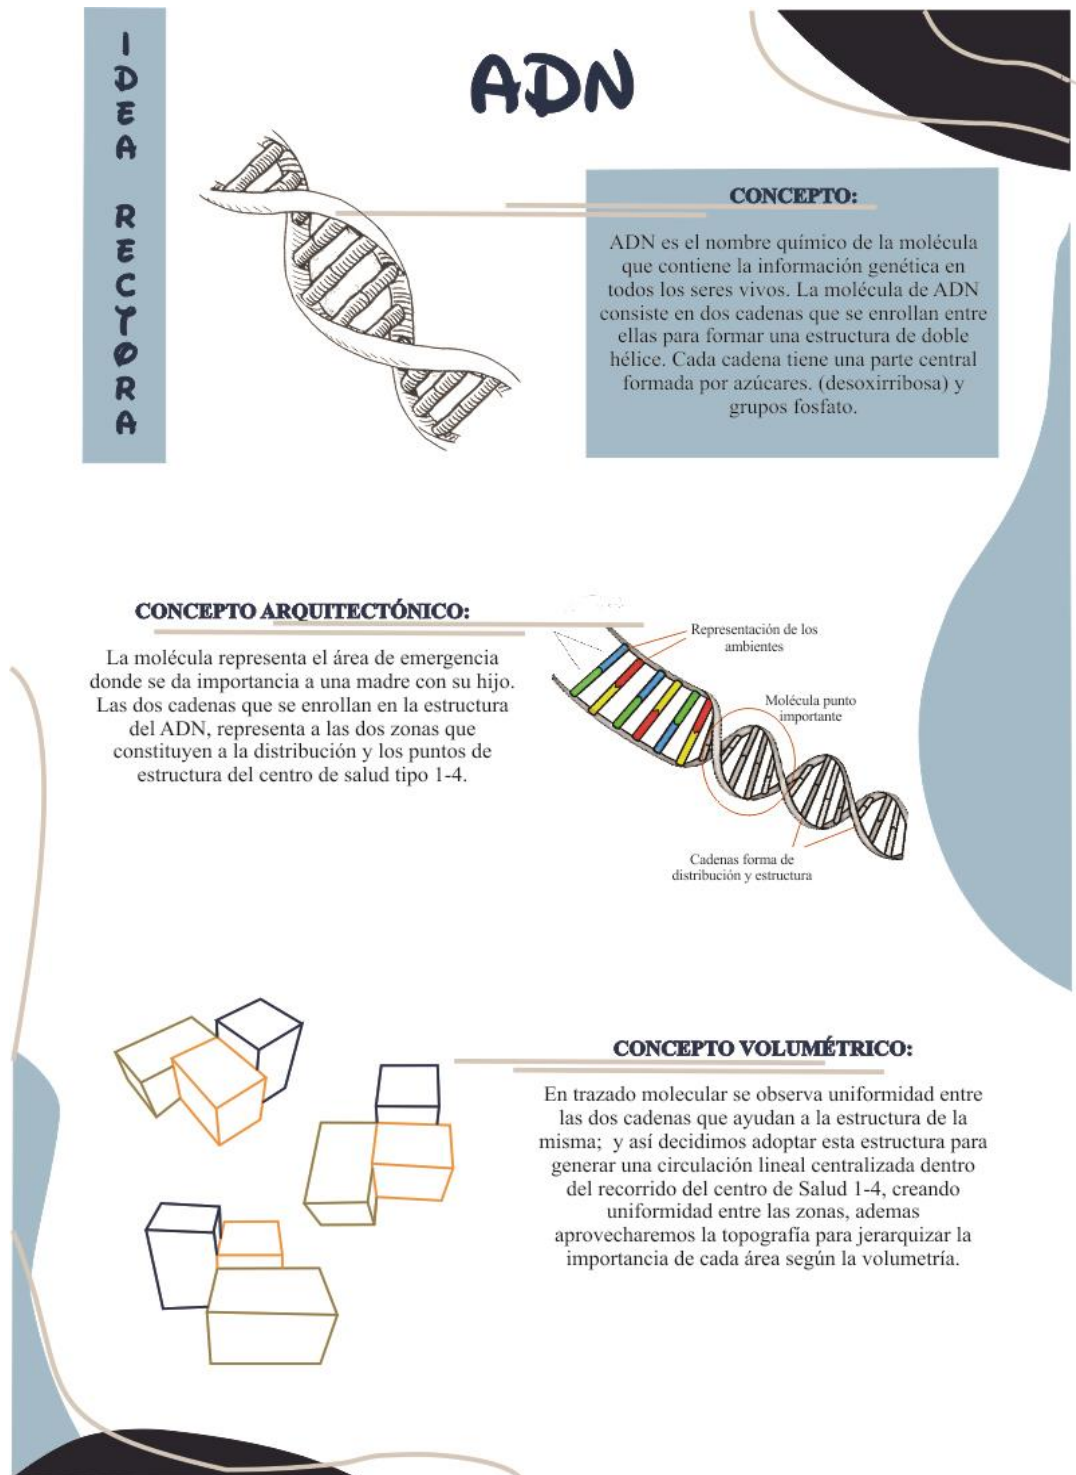 IDEA RECTORA
ADN
CONCEPTO:
ADN es el nombre químico de la molécula
que contiene la información genética en
todos los seres vivos. La molécula de ADN
consiste en dos cadenas que se enrollan entre
ellas para formar una estructura de doble
hélice. Cada cadena tiene una parte central
formada por azúcares. (desoxirribosa) y
grupos fosfato.
CONCEPTO ARQUITECTÓNICO:
La molécula representa el área de emergencia
donde se da importancia a una madre con su hijo.
Las dos cadenas que se enrollan en la estructura
del ADN, representa a las dos zonas que
constituyen a la distribución y los puntos de
estructura del centro de salud tipo 1-4.
Representación de los
ambientes
Molécula punto
importante
Cadenas forma de
distribución y estructura
CONCEPTO VOLUMÉTRICO:
En trazado molecular se observa uniformidad entre
las dos cadenas que ayudan a la estructura de la
misma; y así decidimos adoptar esta estructura para
generar una circulación lineal centralizada dentro
del recorrido del centro de Salud 1-4, creando
uniformidad entre las zonas, ademas
aprovecharemos la topografía para jerarquizar la
importancia de cada área según la volumetría.